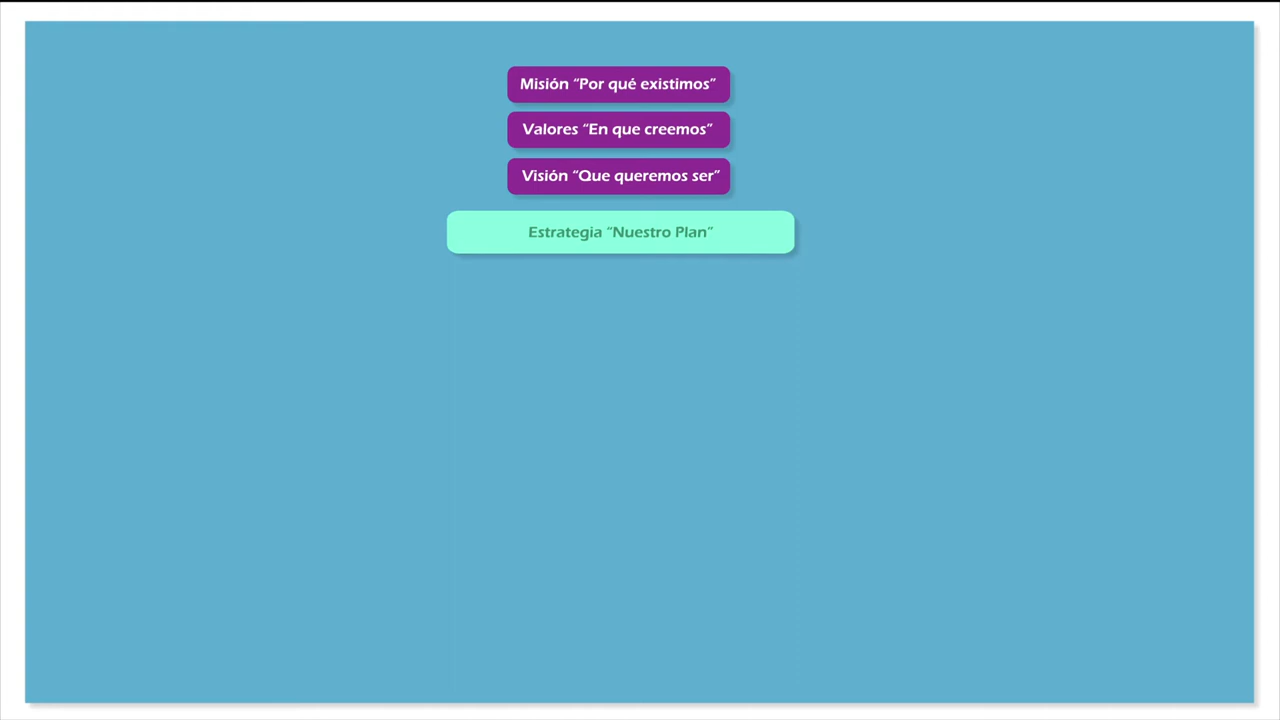 Misión “Por qué existimos”
Valores “En que creemos”
Visión “Que queremos ser”
Estrategia “Nuestro Plan”